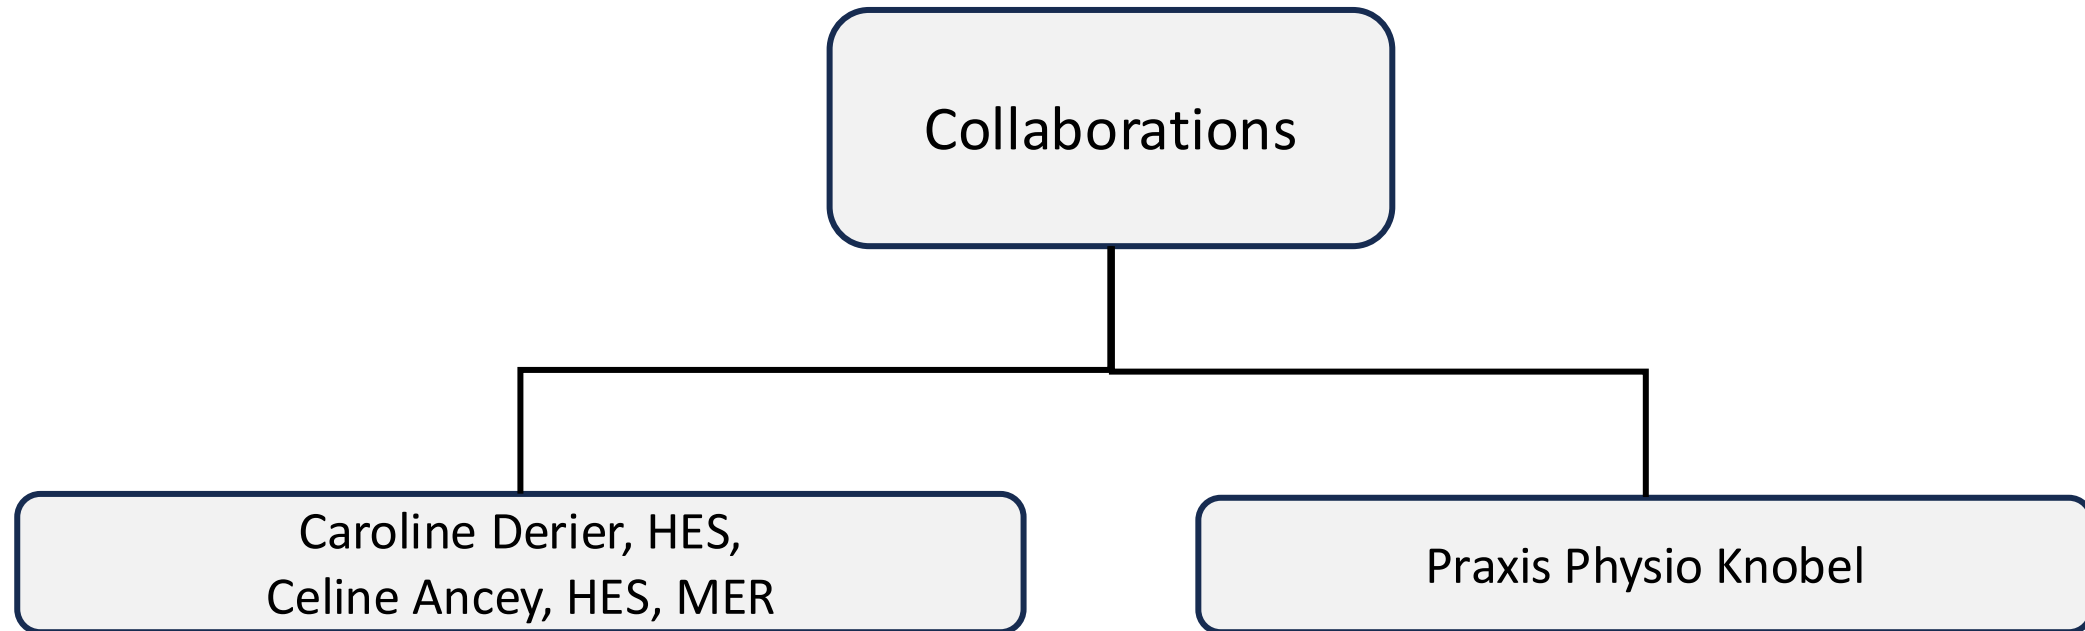 Collaborations
Caroline Derier, HES,
Celine Ancey, HES, MER
Praxis Physio Knobel